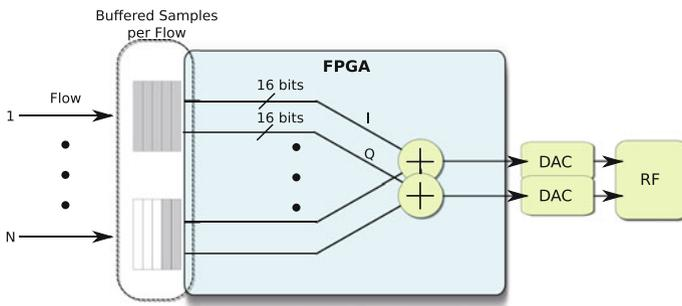 Buffered Samples
per Flow
FPGA
16 bits
Flow
1
16 bits
I
Q
DAC
DAC
RF
N